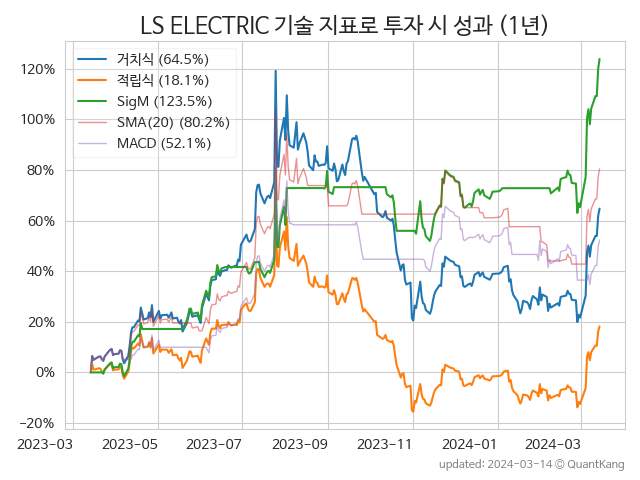 LS ELECTRIC 기술 지표로 투자 시 성과 (1년)
거치식 (64.5%)
적립식 (18.1%)
SigM (123.5%)
SMA(20) (80.2%)
MACD (52.1%)
120%
100%
80%
60%
40%
20%
0%
−20%
2023-03 2023-05 2023-07 2023-09 2023-11 2024-01 2024-03
updated: 2024-03-14 © QuantKang